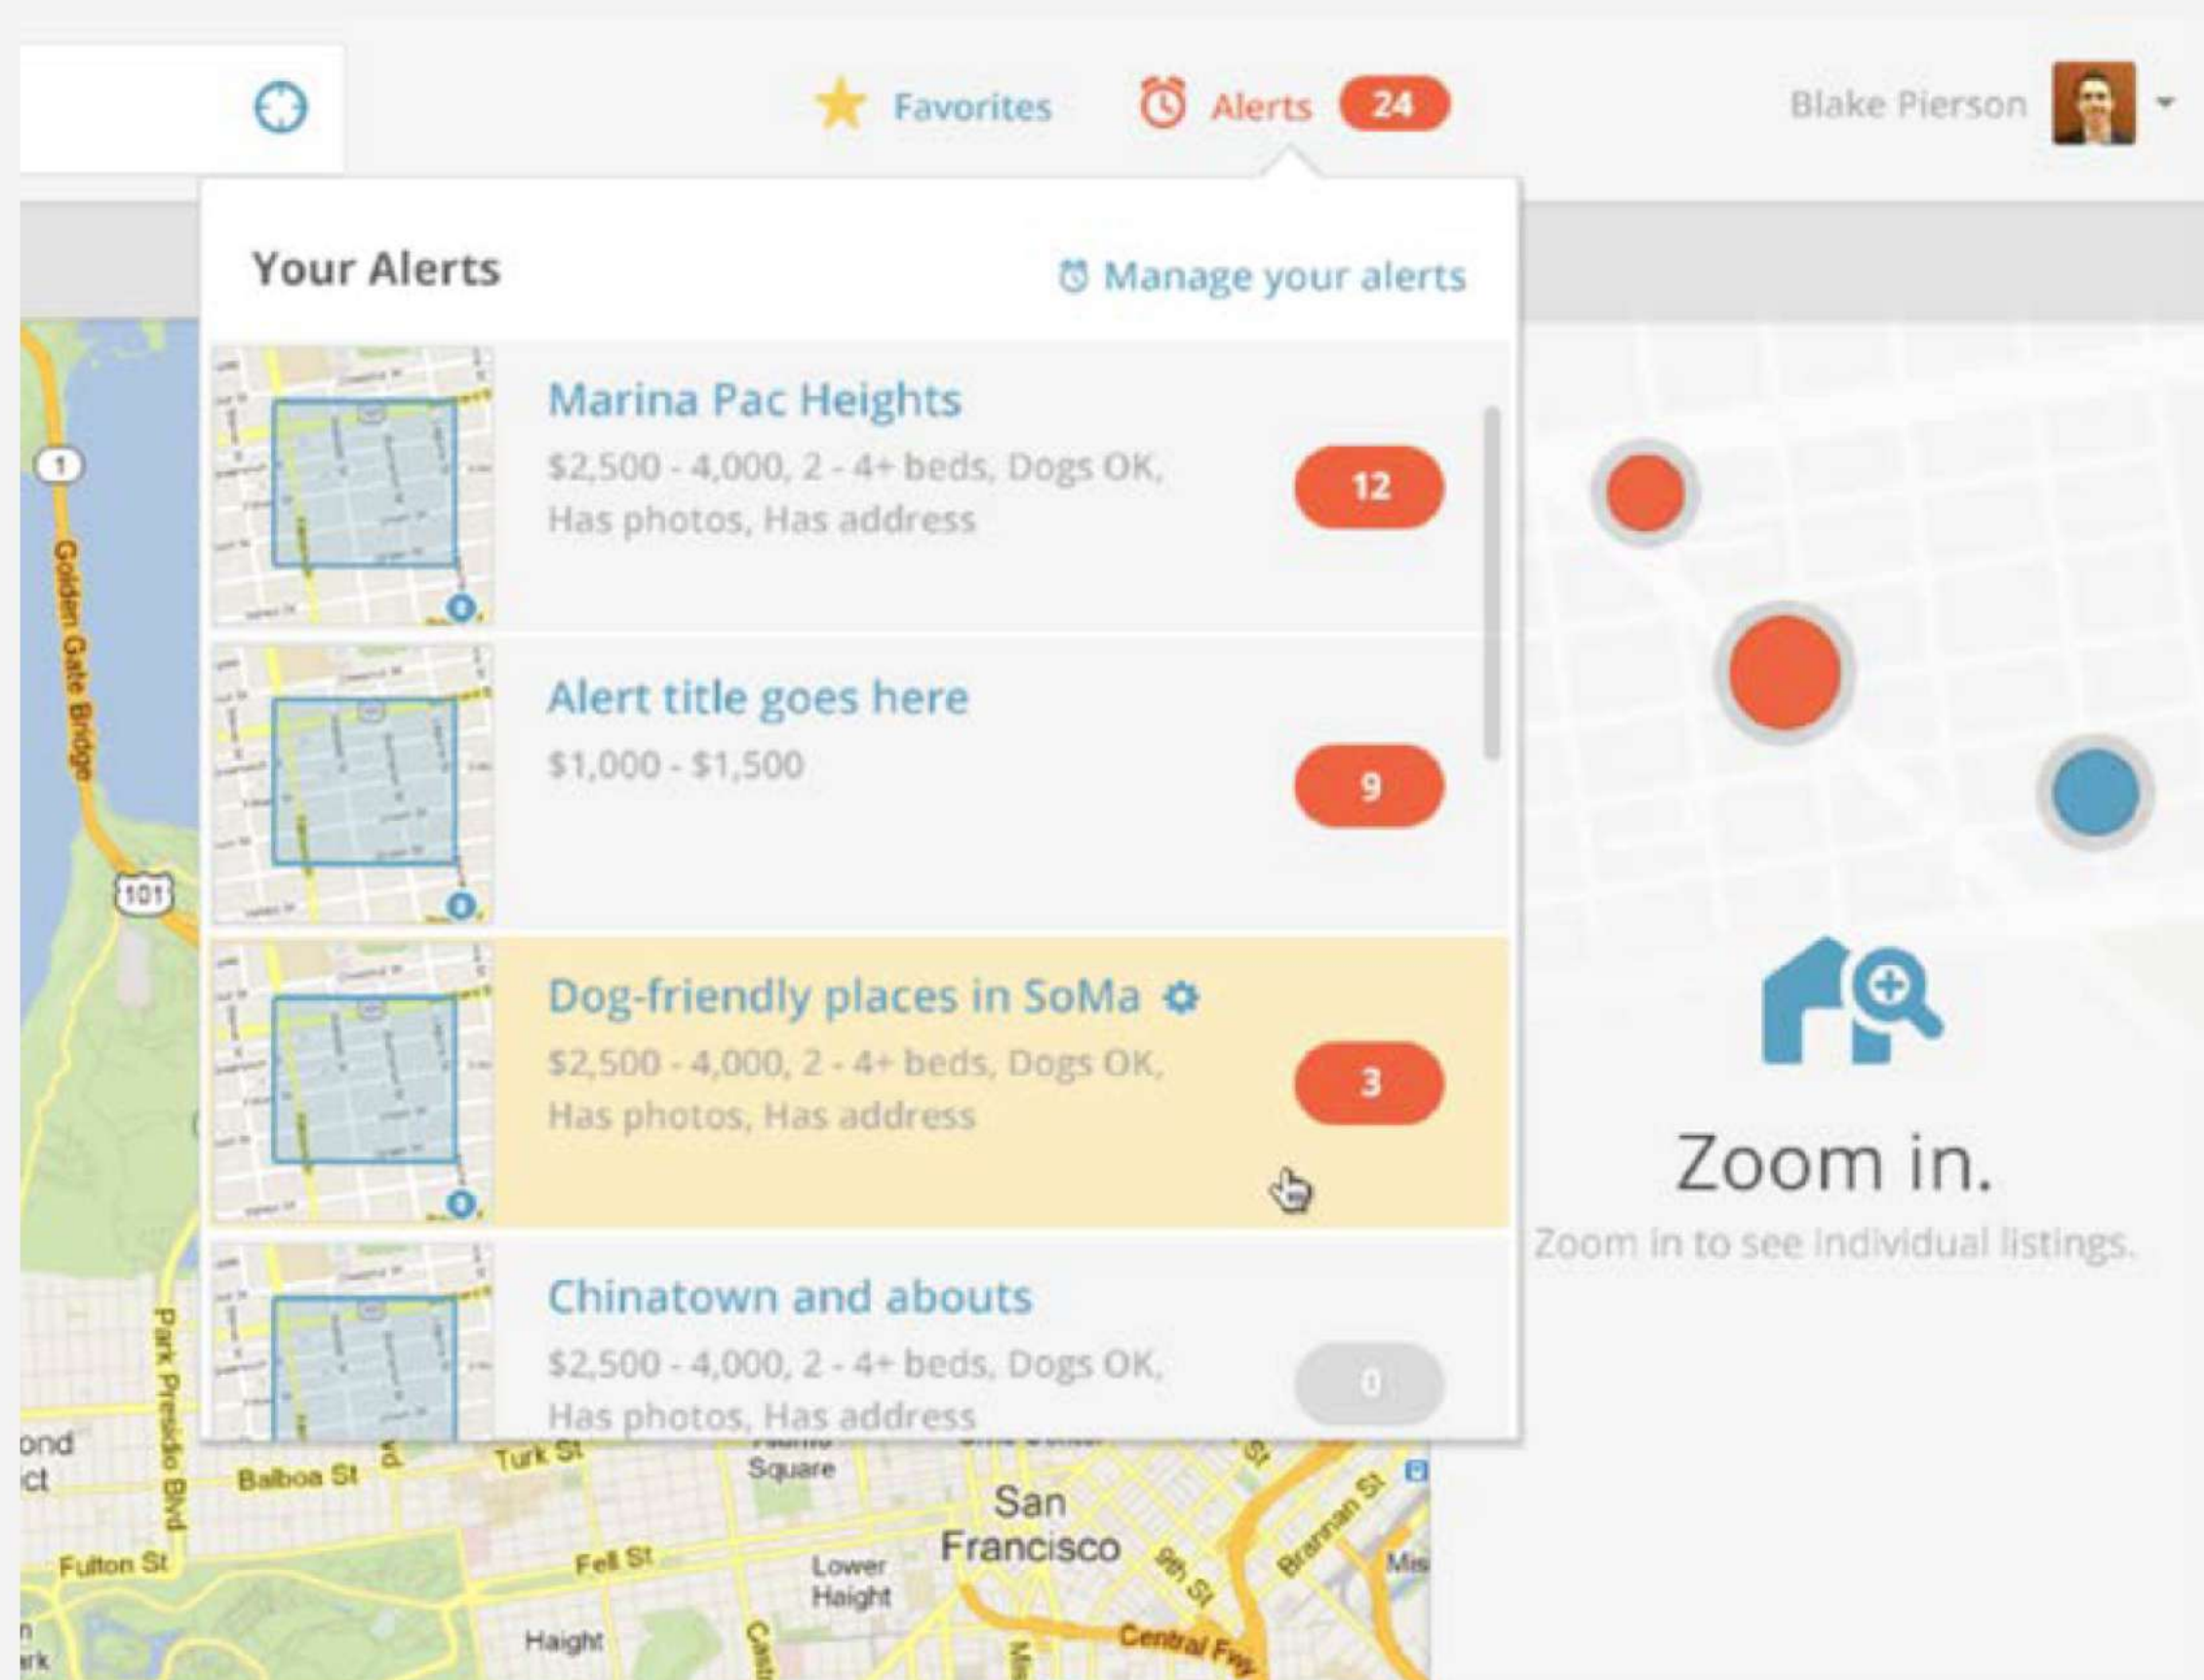 Favorites
Alerts
24
Blake Pierson
Your Alerts
Manage your alerts
Marina Pac Heights
$2,500 - 4,000, 2 - 4+ beds, Dogs OK,
Has photos, Has address
12
Alert title goes here
$1,000 - $1,500
9
Dog-friendly places in SoMa
$2,500 - 4,000, 2 - 4+ beds, Dogs OK,
Has photos, Has address
3
Chinatown and abouts
$2,500 - 4,000, 2 - 4+ beds, Dogs OK,
Has photos, Has address
0
Zoom in.
Zoom in to see individual listings.
1
Golden Gate Bridge
101
Park Presidio Blvd
Balboa St
Turk St
Square
St
San
Francisco
Brannan St
9th St
Fulton St
Fell St
Lower
Haight
Mis
Haight
Central Fwy